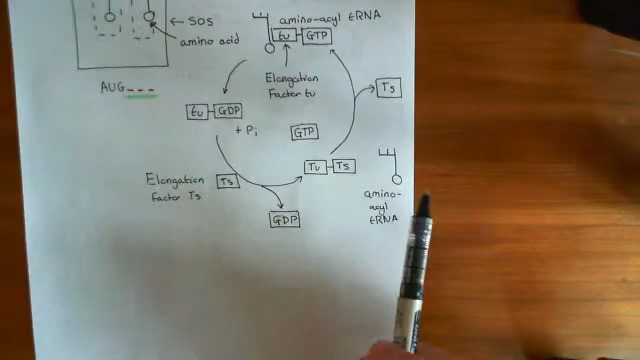 SOS
amino acid
AUG _ _ _
amino-acyl tRNA
tu GTP
Elongation
Factor tu
Ts
tu GDP
+ Pi
GTP
Tu Ts
Elongation
Factor Ts
Ts
GDP
amino-
acyl
tRNA